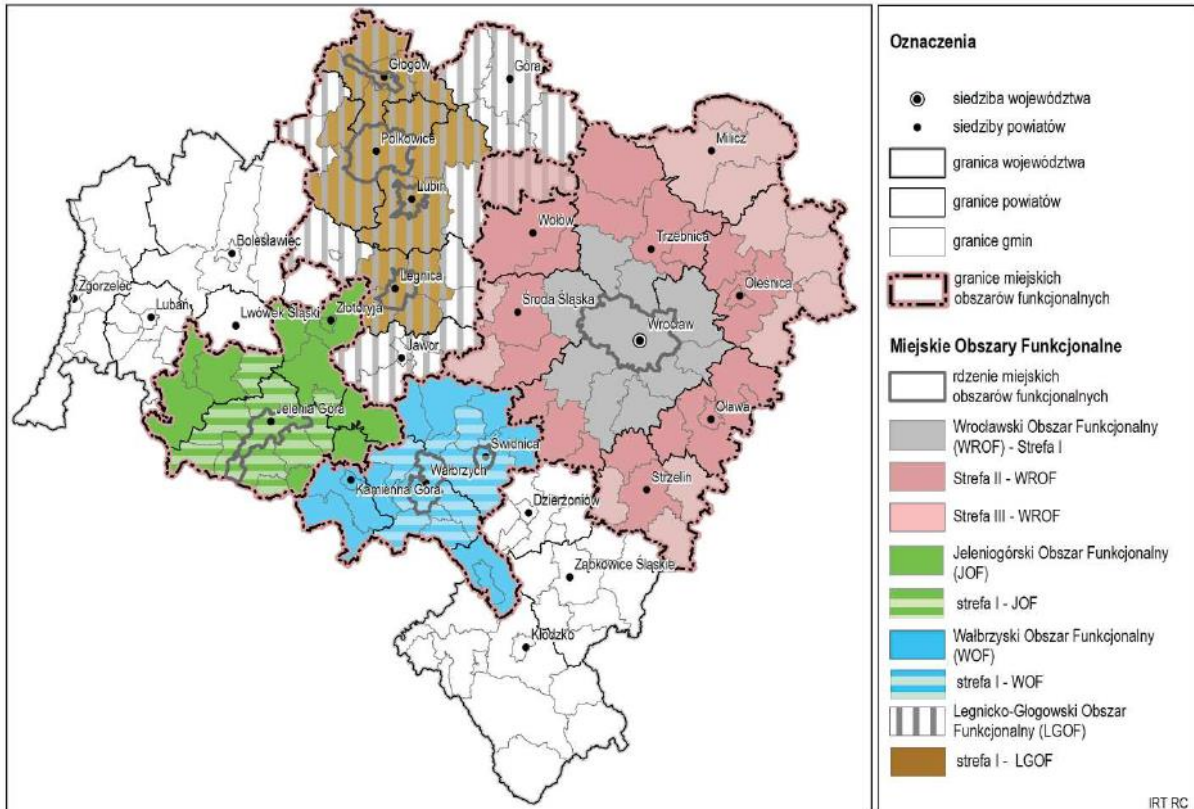 Głogów
Góra
Polkowice
Milicz
Lubin
Wołów
Trzebnica
Bolesławiec
Oleśnica
Zgorzelec
Legnica
Środa Śląska
Lubań
Złotoryja
Lwówek Śląski
Wrocław
Jawor
Jelenia Góra
Oława
Świdnica
Wałbrzych
Kamienna Góra
Strzelin
Dzierżoniów
Ząbkowice Śląskie
Kłodzko
Oznaczenia
siedziba województwa
siedziby powiatów
granica województwa
granice powiatów
granice gmin
granice miejskich
obszarów funkcjonalnych
Miejskie Obszary Funkcjonalne
rdzenie miejskich
obszarów funkcjonalnych
Wrocławski Obszar Funkcjonalny
(WROF) - Strefa I
Strefa II - WROF
Strefa III - WROF
Jeleniogórski Obszar Funkcjonalny
(JOF)
strefa I - JOF
Wałbrzyski Obszar Funkcjonalny
(WOF)
strefa I - WOF
Legnicko-Głogowski Obszar
Funkcjonalny (LGOF)
strefa I - LGOF
IRT RC